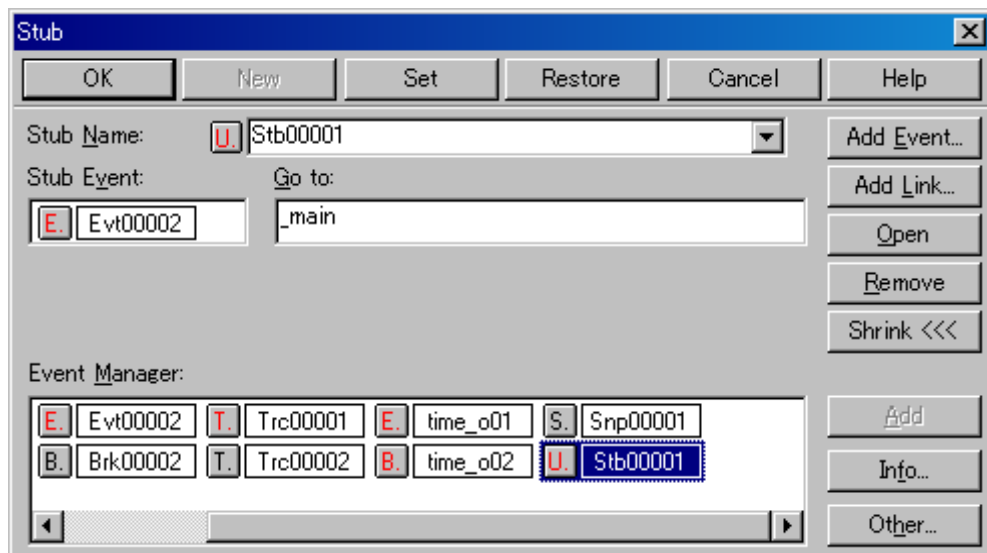 Stub
OK New Set Restore Cancel Help
Stub Name: U. Stb00001 Add Event...
Stub Event: Go to: Add Link...
E. Evt00002 _main Open
Remove
Shrink <<<
Event Manager:
E. Evt00002 T. Trc00001 E. time_o01 S. Snp00001 Add
B. Brk00002 T. Trc00002 B. time_o02 U. Stb00001 Info...
Other...